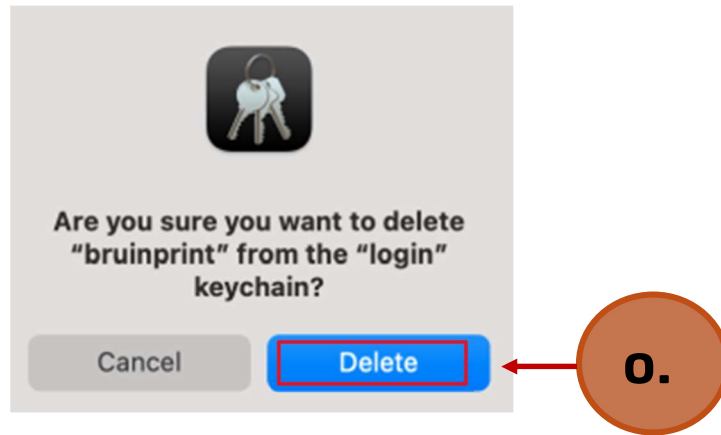 Are you sure you want to delete
“bruinprint” from the “login”
keychain?
Cancel
Delete
o.